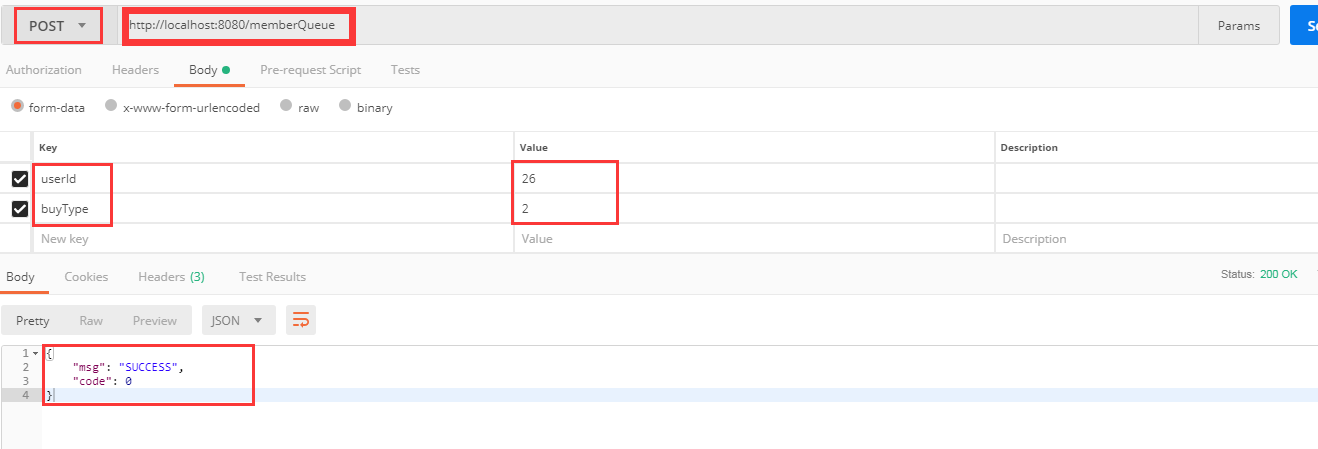 POST http://localhost:8080/memberQueue Params
Authorization Headers Body Pre-request Script Tests
form-data x-www-form-urlencoded raw binary
Key Value Description
userId 26
buyType 2
New key Value Description
Body Cookies Headers (3) Test Results Status: 200 OK
Pretty Raw Preview JSON
1 {
2 "msg": "SUCCESS",
3 "code": 0
4 }